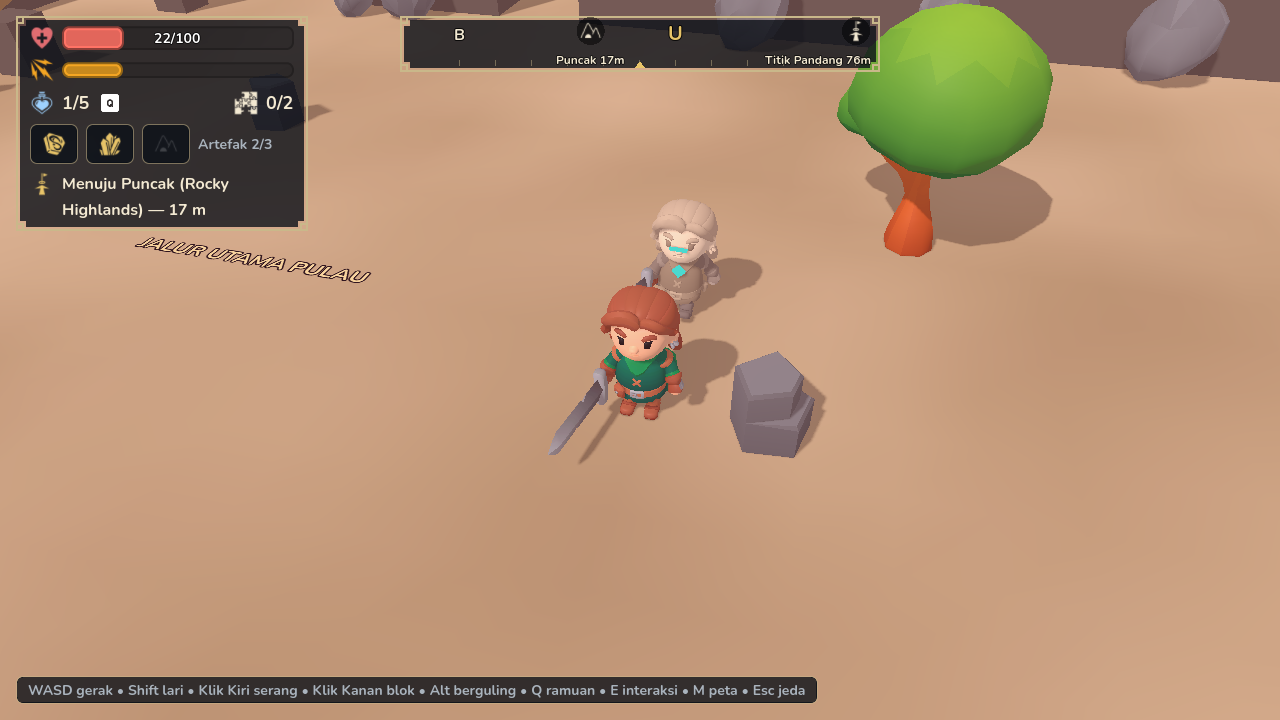 22/100
1/5 Q 0/2
Artefak 2/3
Menuju Puncak (Rocky
Highlands) — 17 m
B U
Puncak 17m Titik Pandang 76m
JALUR UTAMA PULAU
WASD gerak • Shift lari • Klik Kiri serang • Klik Kanan blok • Alt berguling • Q ramuan • E interaksi • M peta • Esc jeda